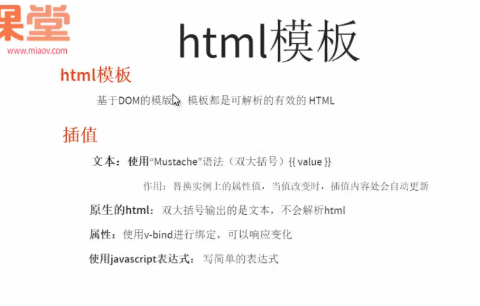 课堂
www.miaov.com
html模板
html模板
基于DOM的模版，模板都是可解析的有效的 HTML
插值
文本：使用“Mustache”语法（双大括号）{{ value }}
作用：替换实例上的属性值，当值改变时，插值内容处会自动更新
原生的html：双大括号输出的是文本，不会解析html
属性：使用v-bind进行绑定，可以响应变化
使用javascript表达式：写简单的表达式